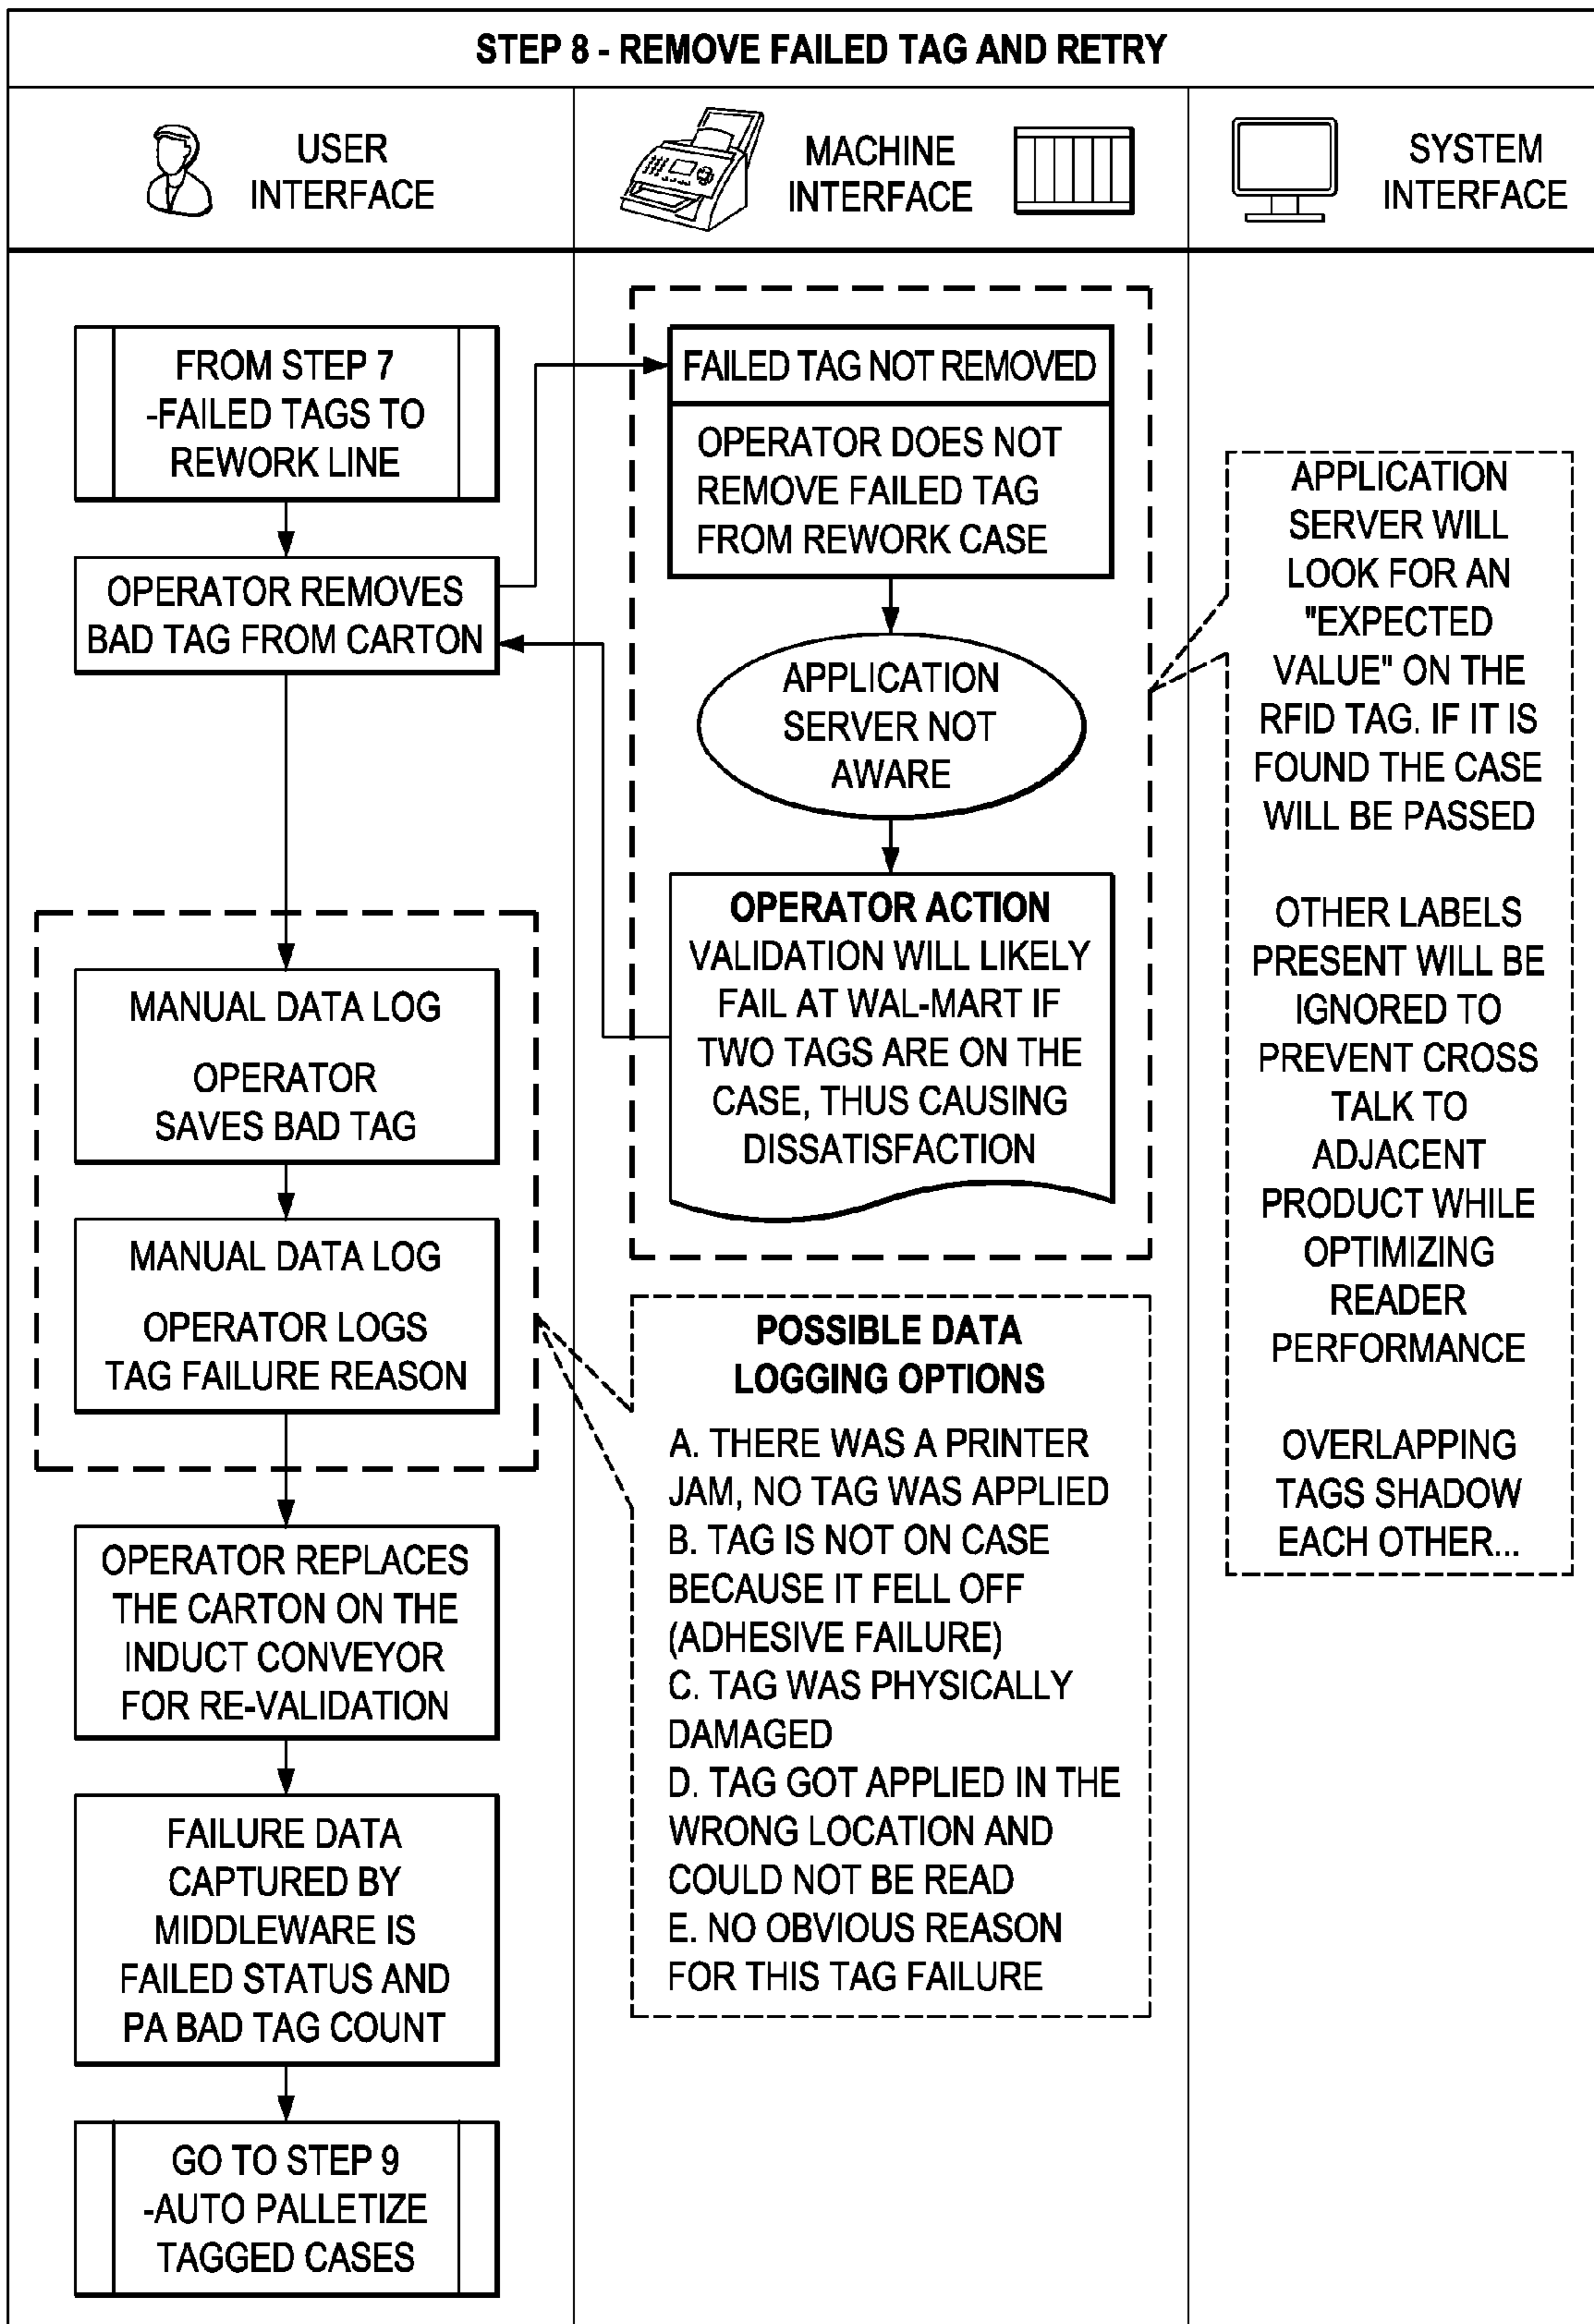 STEP 8 - REMOVE FAILED TAG AND RETRY
USER
INTERFACE
MACHINE
INTERFACE
SYSTEM
INTERFACE
FROM STEP 7
-FAILED TAGS TO
REWORK LINE
OPERATOR REMOVES
BAD TAG FROM CARTON
MANUAL DATA LOG
OPERATOR
SAVES BAD TAG
MANUAL DATA LOG
OPERATOR LOGS
TAG FAILURE REASON
OPERATOR REPLACES
THE CARTON ON THE
INDUCT CONVEYOR
FOR RE-VALIDATION
FAILURE DATA
CAPTURED BY
MIDDLEWARE IS
FAILED STATUS AND
PA BAD TAG COUNT
GO TO STEP 9
-AUTO PALLETIZE
TAGGED CASES
FAILED TAG NOT REMOVED
OPERATOR DOES NOT
REMOVE FAILED TAG
FROM REWORK CASE
APPLICATION
SERVER NOT
AWARE
OPERATOR ACTION
VALIDATION WILL LIKELY
FAIL AT WAL-MART IF
TWO TAGS ARE ON THE
CASE, THUS CAUSING
DISSATISFACTION
POSSIBLE DATA
LOGGING OPTIONS
A. THERE WAS A PRINTER
JAM, NO TAG WAS APPLIED
B. TAG IS NOT ON CASE
BECAUSE IT FELL OFF
(ADHESIVE FAILURE)
C. TAG WAS PHYSICALLY
DAMAGED
D. TAG GOT APPLIED IN THE
WRONG LOCATION AND
COULD NOT BE READ
E. NO OBVIOUS REASON
FOR THIS TAG FAILURE
APPLICATION
SERVER WILL
LOOK FOR AN
"EXPECTED
VALUE" ON THE
RFID TAG. IF IT IS
FOUND THE CASE
WILL BE PASSED
OTHER LABELS
PRESENT WILL BE
IGNORED TO
PREVENT CROSS
TALK TO
ADJACENT
PRODUCT WHILE
OPTIMIZING
READER
PERFORMANCE
OVERLAPPING
TAGS SHADOW
EACH OTHER...